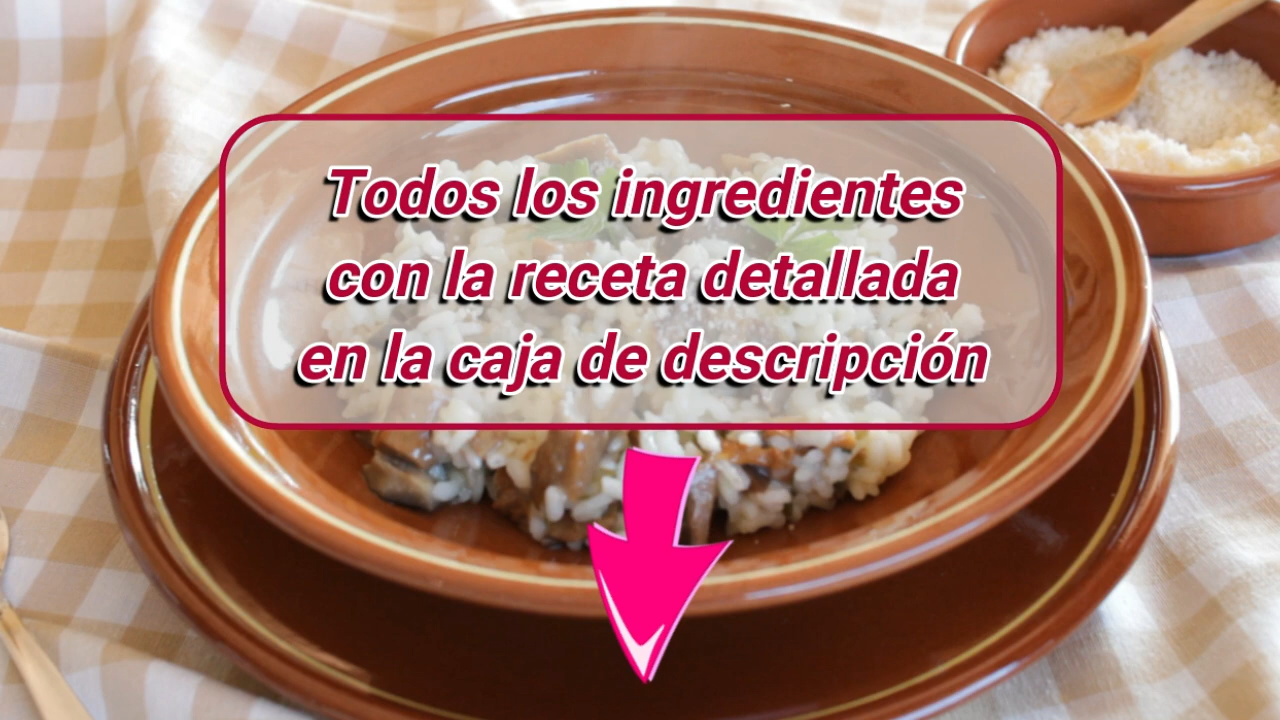 Todos los ingredientes
con la receta detallada
en la caja de descripción